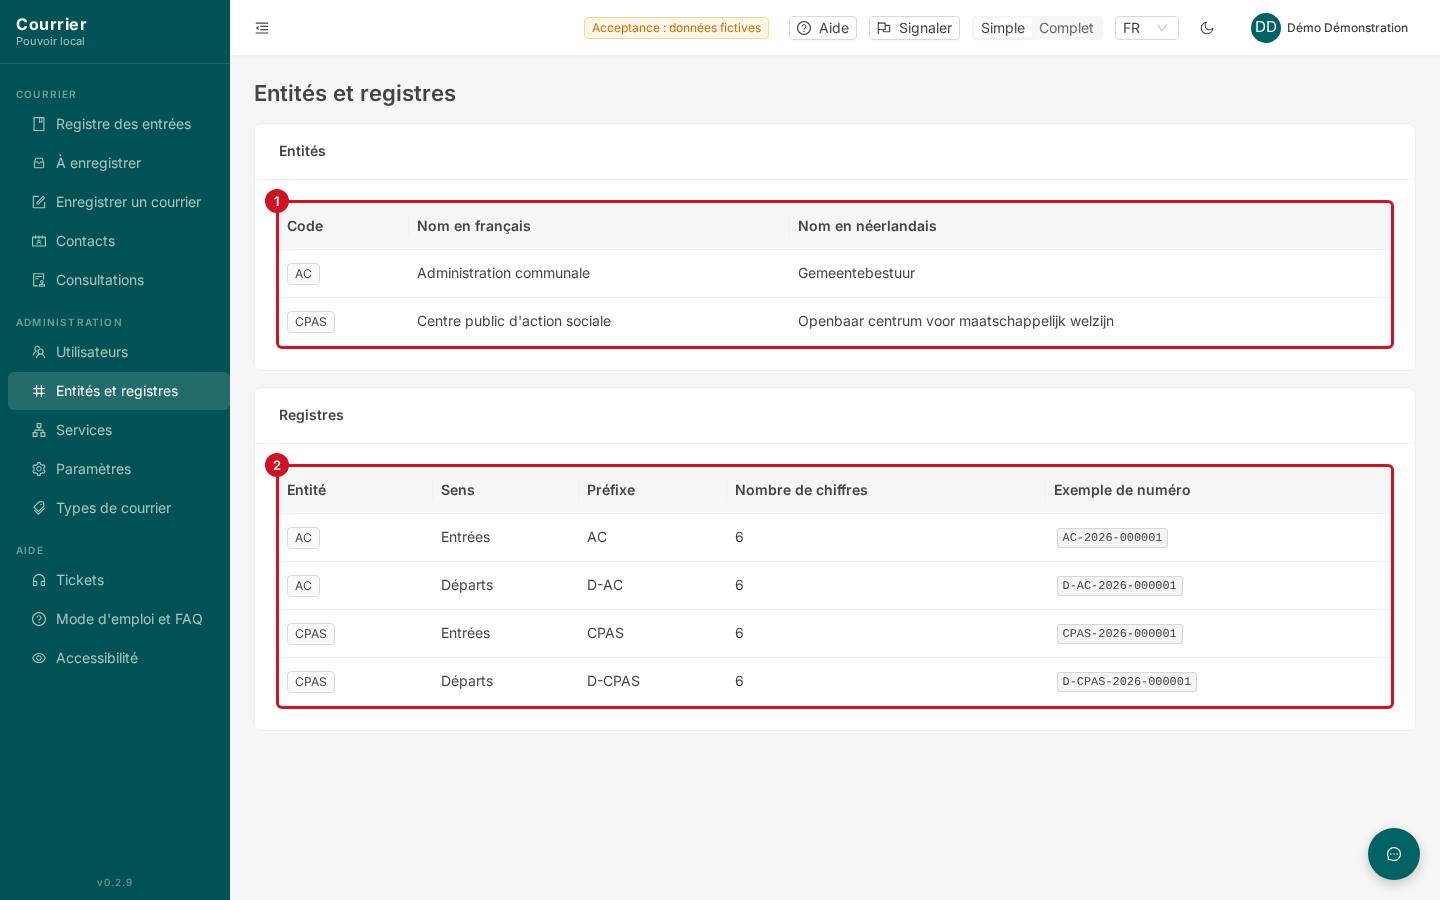 Courrier
Pouvoir local
Acceptance : données fictives
Aide
Signaler
Simple
Complet
FR
DD
Démo Démonstration
COURRIER
Registre des entrées
À enregistrer
Enregistrer un courrier
Contacts
Consultations
ADMINISTRATION
Utilisateurs
Entités et registres
Services
Paramètres
Types de courrier
AIDE
Tickets
Mode d'emploi et FAQ
Accessibilité
v0.2.9
Entités et registres
Entités
1
Code Nom en français Nom en néerlandais
AC Administration communale Gemeentebestuur
CPAS Centre public d'action sociale Openbaar centrum voor maatschappelijk welzijn
Registres
2
Entité Sens Préfixe Nombre de chiffres Exemple de numéro
AC Entrées AC 6 AC-2026-000001
AC Départs D-AC 6 D-AC-2026-000001
CPAS Entrées CPAS 6 CPAS-2026-000001
CPAS Départs D-CPAS 6 D-CPAS-2026-000001